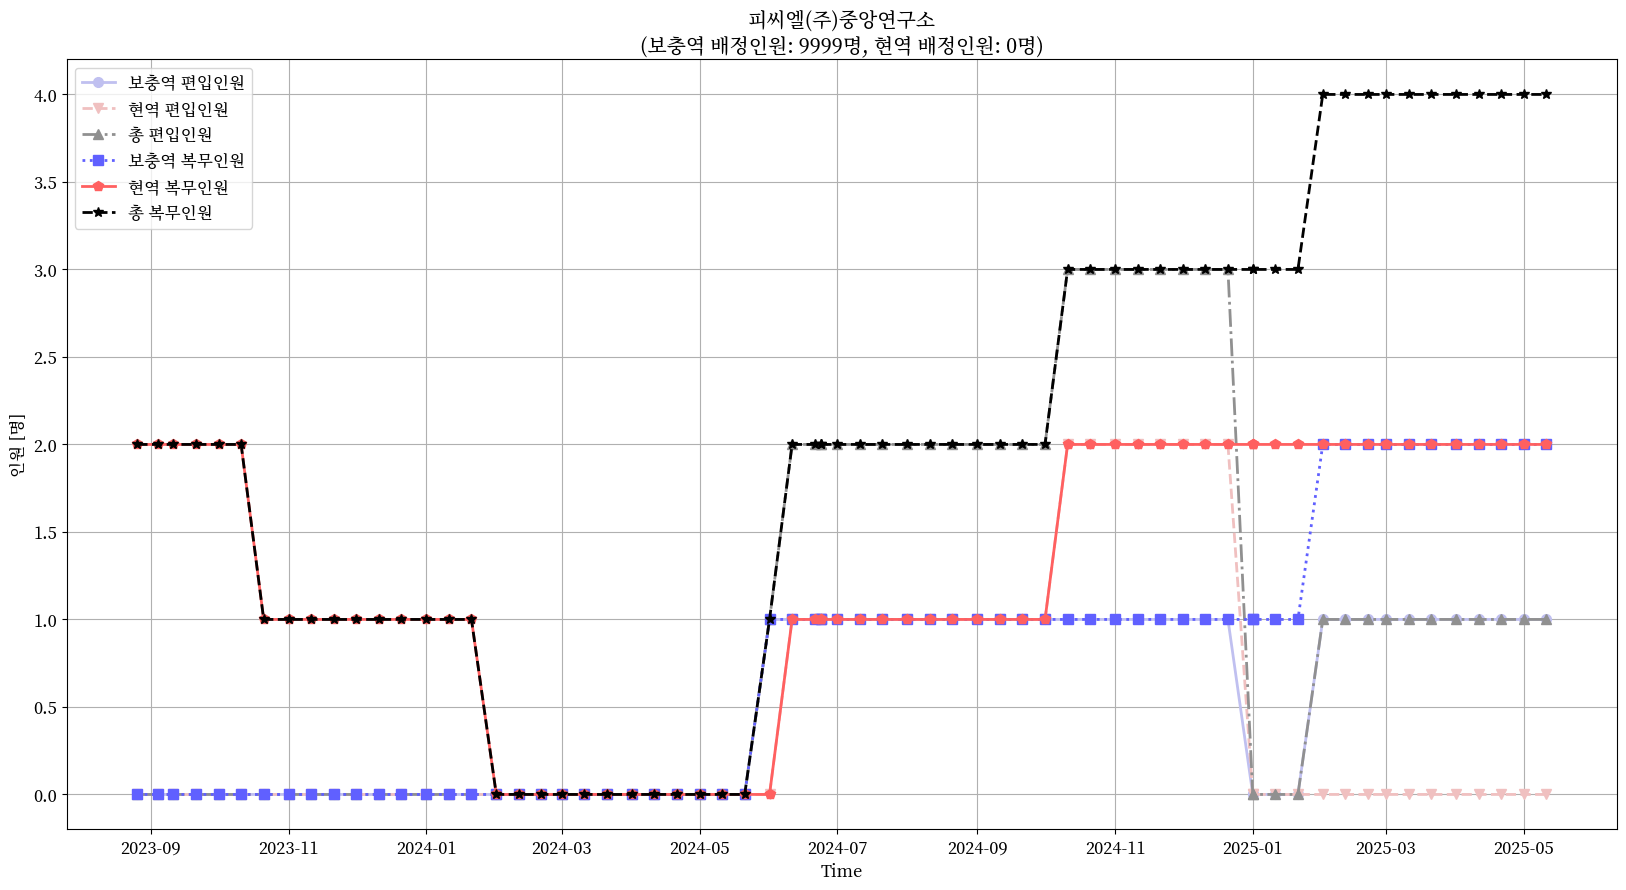 피씨엘(주)중앙연구소
(보충역 배정인원: 9999명, 현역 배정인원: 0명)
보충역 편입인원
현역 편입인원
총 편입인원
보충역 복무인원
현역 복무인원
총 복무인원
인원 [명]
4.0
3.5
3.0
2.5
2.0
1.5
1.0
0.5
0.0
2023-09 2023-11 2024-01 2024-03 2024-05 2024-07 2024-09 2024-11 2025-01 2025-03 2025-05
Time